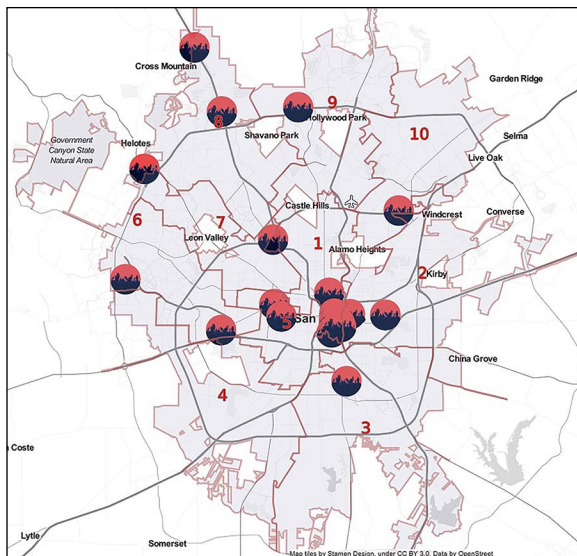 Cross Mountain
Garden Ridge
9
Hollywood Park
8
10
Shavano Park
Selma
Government
Canyon State
Natural Area
Helotes
Live Oak
Castle Hills
Windcrest
Converse
6
7
Leon Valley
1
Alamo Heights
2
Kirby
5
San
China Grove
4
3
Coste
Lytle
Somerset
Map tiles by Stamen Design, under CC BY 3.0. Data by OpenStreet